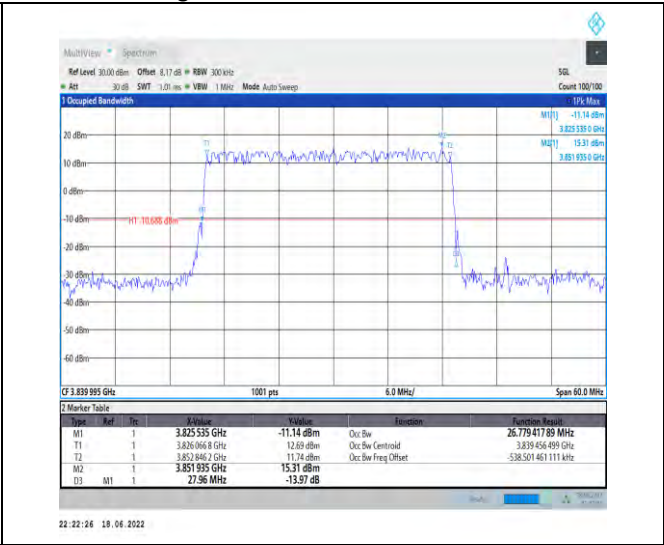 MultiView Spectrum
Ref Level 30.00 dBm Offset 8.17 dB RBW 300 kHz SGL
Att 30 dB SWT 1.01 ms VBW 1 MHz Mode Auto Sweep Count 100/100
1 Occupied Bandwidth 1Pk Max
M1[1] -11.14 dBm
3.825 535 0 GHz
M2[1] 15.31 dBm
3.851 935 0 GHz
20 dBm
T1
M2
T2
10 dBm
0 dBm
-10 dBm
H1 -10.686 dBm
-20 dBm
-30 dBm
-40 dBm
-50 dBm
-60 dBm
CF 3.839 995 GHz 1001 pts 6.0 MHz/ Span 60.0 MHz
2 Marker Table
Type Ref Trc X-Value Y-Value Function Function Result
M1 1 3.825 535 GHz -11.14 dBm Occ Bw 26.779 417 89 MHz
T1 1 3.826 066 8 GHz 12.69 dBm Occ Bw Centroid 3.839 456 499 GHz
T2 1 3.852 846 2 GHz 11.74 dBm Occ Bw Freq Offset -538.501 461 111 kHz
M2 1 3.851 935 GHz 15.31 dBm
D3 M1 1 27.96 MHz -13.97 dB
22:22:26 18.06.2022